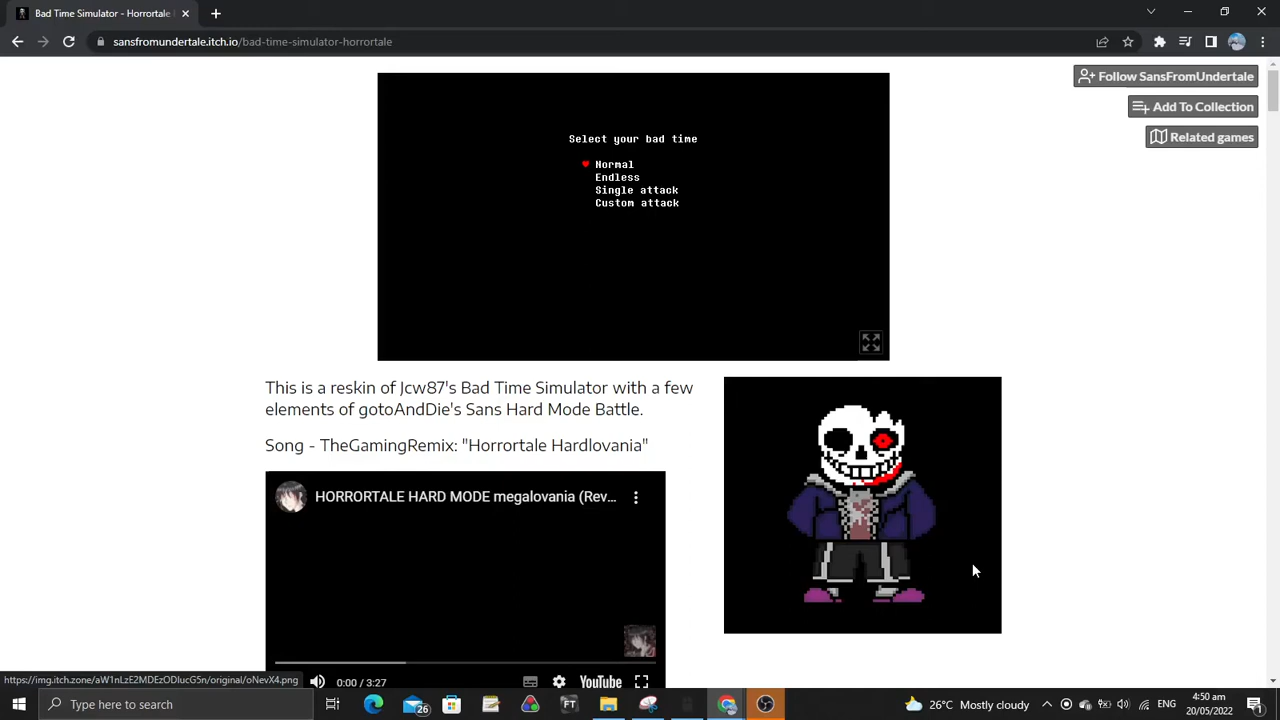 Bad Time Simulator - Horrortale
sansfromundertale.itch.io/bad-time-simulator-horrortale
Follow SansFromUndertale
Add To Collection
Related games
Select your bad time
Normal
Endless
Single attack
Custom attack
This is a reskin of Jcw87's Bad Time Simulator with a few
elements of gotoAndDie's Sans Hard Mode Battle.
Song - TheGamingRemix: "Horrortale Hardlovania"
HORRORTALE HARD MODE megalovania (Rev...
0:00 / 3:27
YouTube
https://img.itch.zone/aW1nLzE2MDEzODIucG5n/original/oNevX4.png
Type here to search
26
FT
26°C Mostly cloudy
ENG
4:50 am
20/05/2022
1